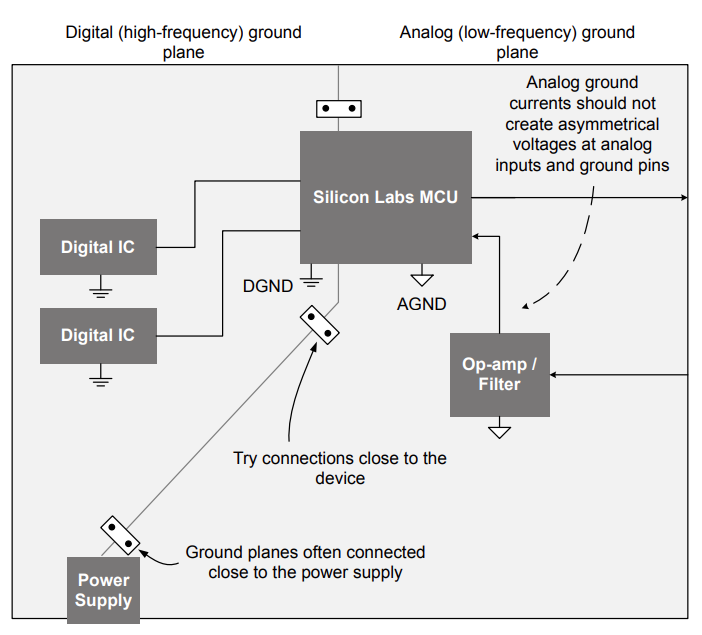 Digital (high-frequency) ground
plane
Analog (low-frequency) ground
plane
Analog ground
currents should not
create asymmetrical
voltages at analog
inputs and ground pins
Silicon Labs MCU
Digital IC
DGND
AGND
Digital IC
Op-amp /
Filter
Try connections close to the
device
Ground planes often connected
close to the power supply
Power
Supply